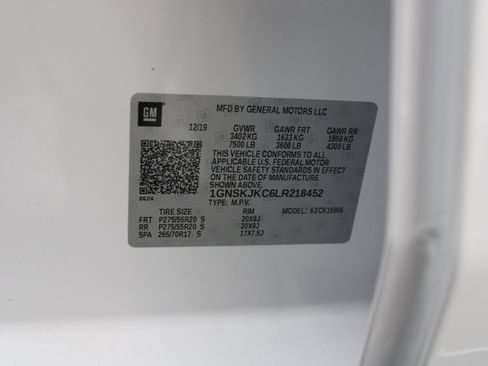 GM
MFD BY GENERAL MOTORS LLC
12/19 GVWR GAWR FRT GAWR RR
3402 KG 1633 KG 1950 KG
7500 LB 3600 LB 4300 LB
THIS VEHICLE CONFORMS TO ALL
APPLICABLE U.S. FEDERAL MOTOR
VEHICLE SAFETY STANDARDS IN EFFECT
ON THE DATE OF MANUFACTURE
SHOWN ABOVE.
0624 1GNSKJKC6LR218452
TYPE: M.P.V.
TIRE SIZE RIM MODEL: 62CK15906
FRT P275/55R20 S 20X9J
RR P275/55R20 S 20X9J
SPA 265/70R17 S 17X7.5J